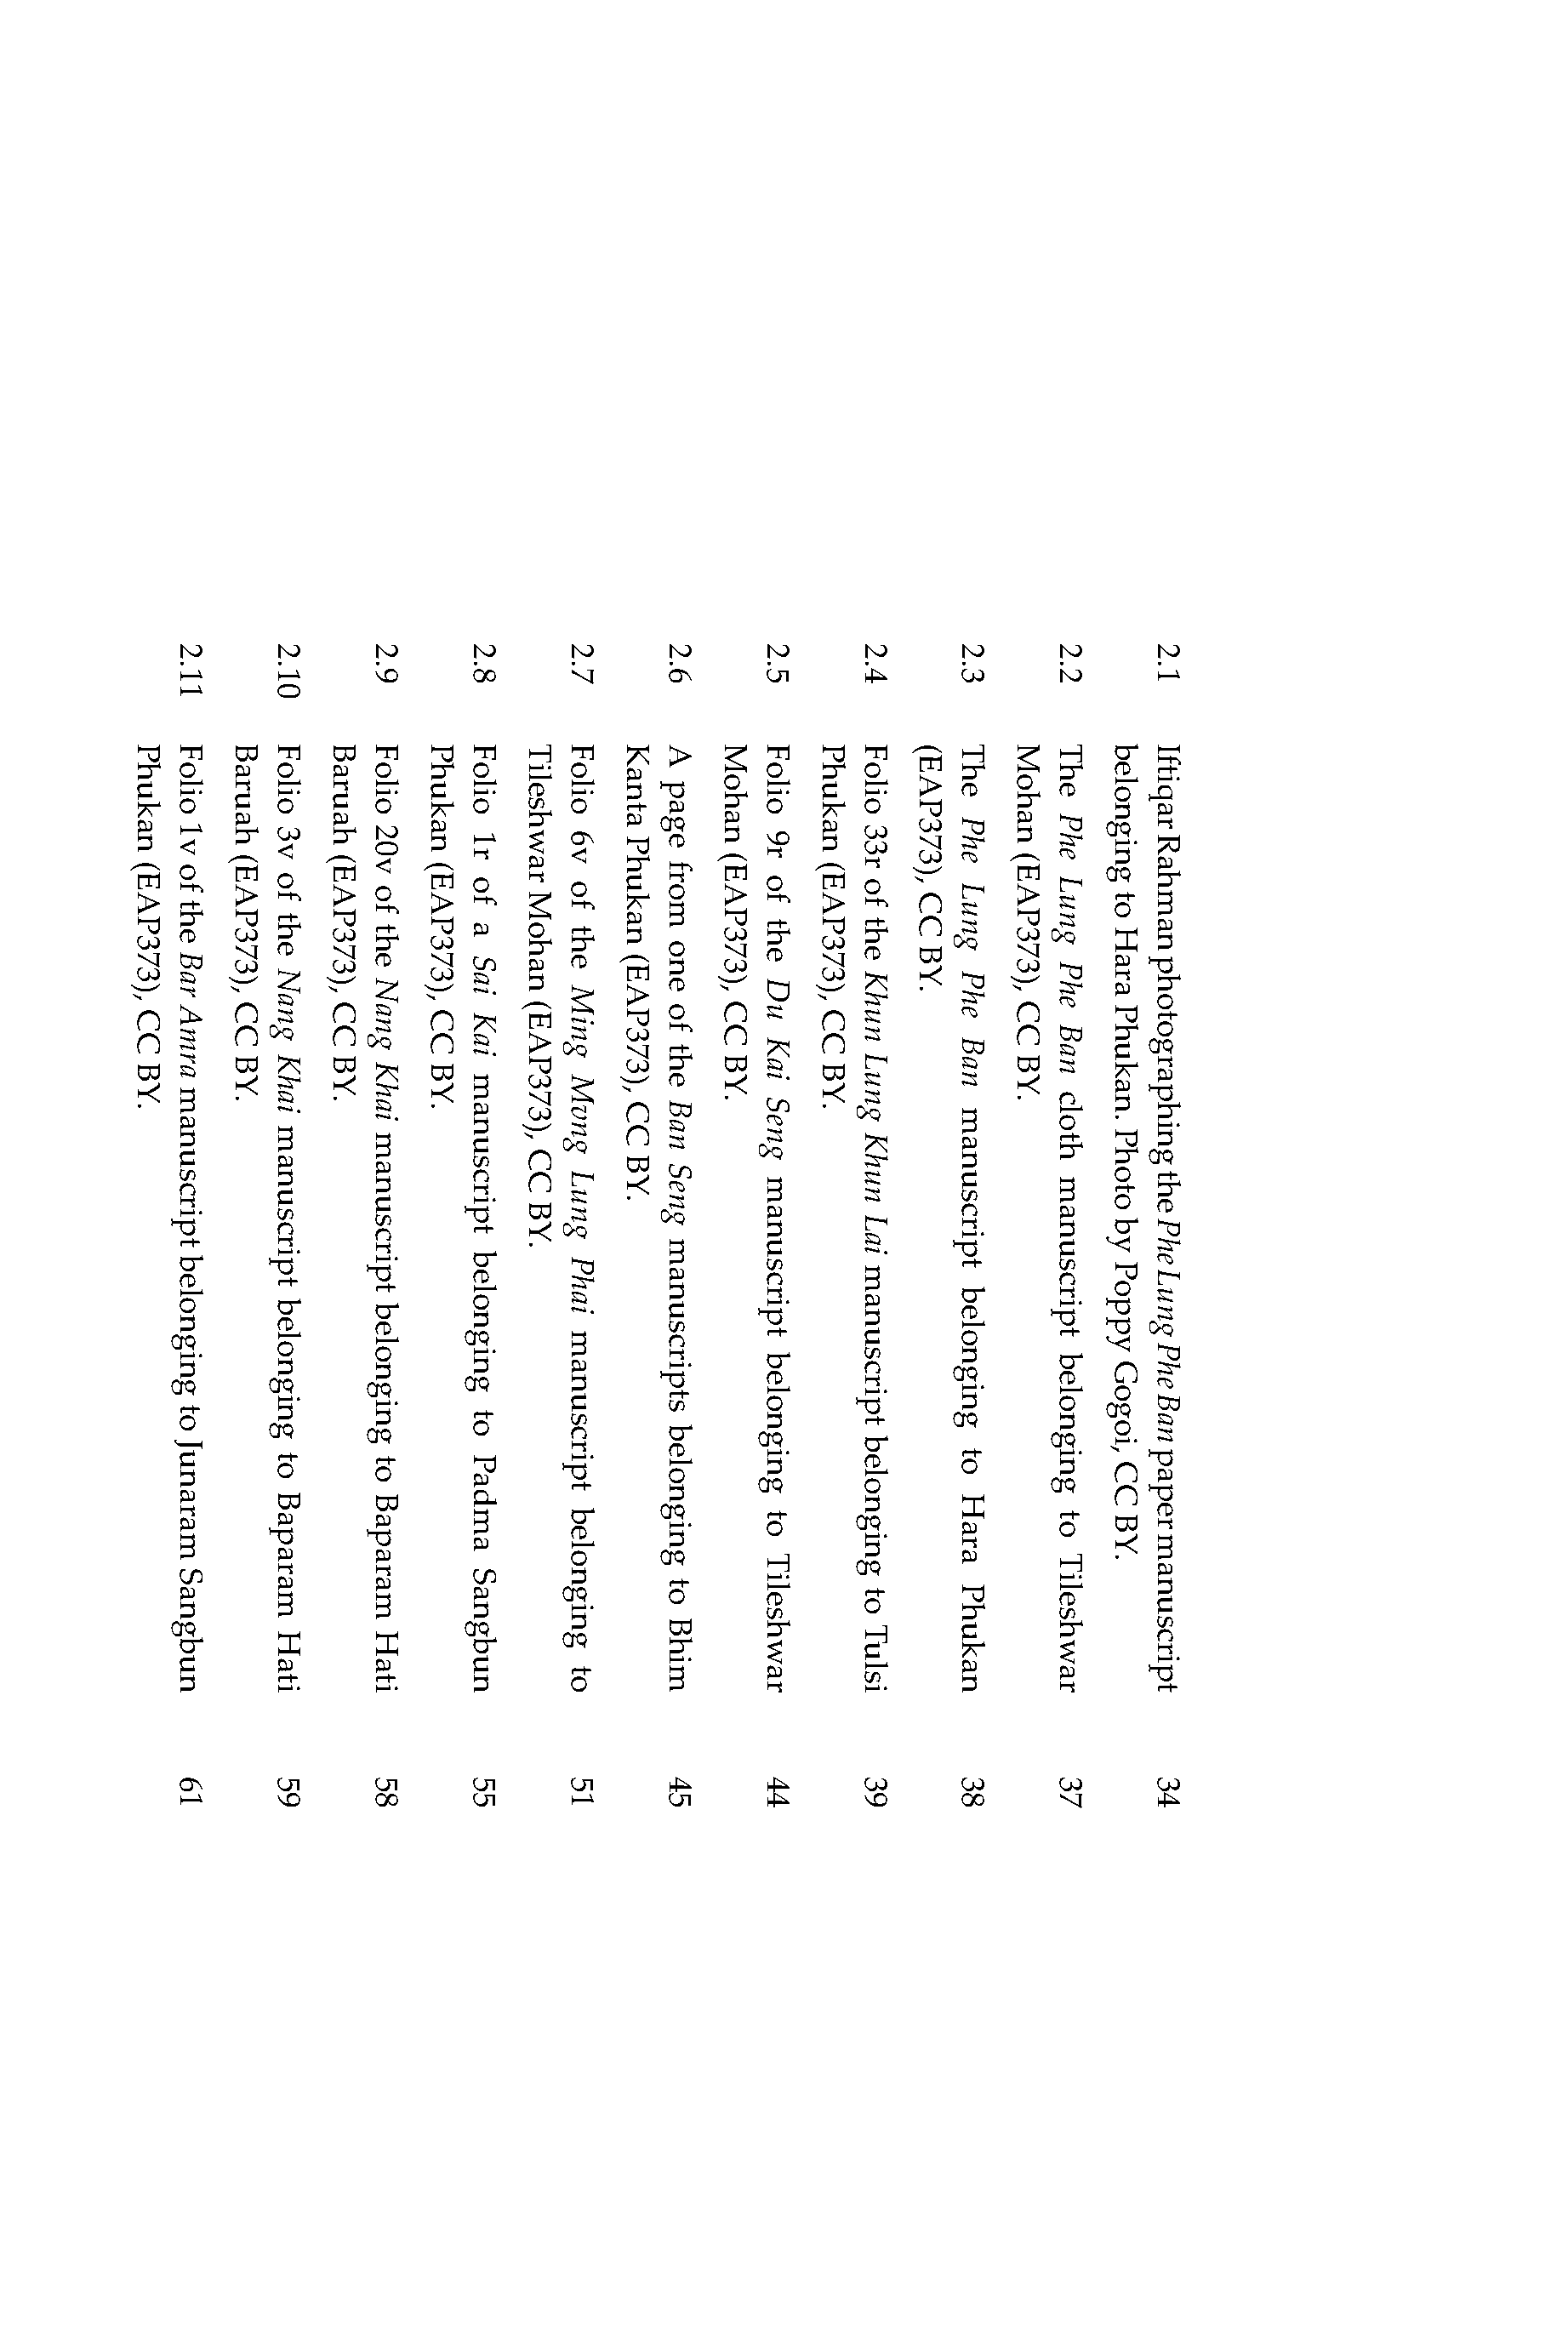 2.1 Iftiqar Rahman photographing the Phe Lung Phe Ban paper manuscript 34
belonging to Hara Phukan. Photo by Poppy Gogoi, CC BY.
2.2 The Phe Lung Phe Ban cloth manuscript belonging to Tileshwar 37
Mohan (EAP373), CC BY.
2.3 The Phe Lung Phe Ban manuscript belonging to Hara Phukan 38
(EAP373), CC BY.
2.4 Folio 33r of the Khun Lung Khun Lai manuscript belonging to Tulsi 39
Phukan (EAP373), CC BY.
2.5 Folio 9r of the Du Kai Seng manuscript belonging to Tileshwar 44
Mohan (EAP373), CC BY.
2.6 A page from one of the Ban Seng manuscripts belonging to Bhim 45
Kanta Phukan (EAP373), CC BY.
2.7 Folio 6v of the Ming Mvng Lung Phai manuscript belonging to 51
Tileshwar Mohan (EAP373), CC BY.
2.8 Folio 1r of a Sai Kai manuscript belonging to Padma Sangbun 55
Phukan (EAP373), CC BY.
2.9 Folio 20v of the Nang Khai manuscript belonging to Baparam Hati 58
Baruah (EAP373), CC BY.
2.10 Folio 3v of the Nang Khai manuscript belonging to Baparam Hati 59
Baruah (EAP373), CC BY.
2.11 Folio 1v of the Bar Amra manuscript belonging to Junaram Sangbun 61
Phukan (EAP373), CC BY.